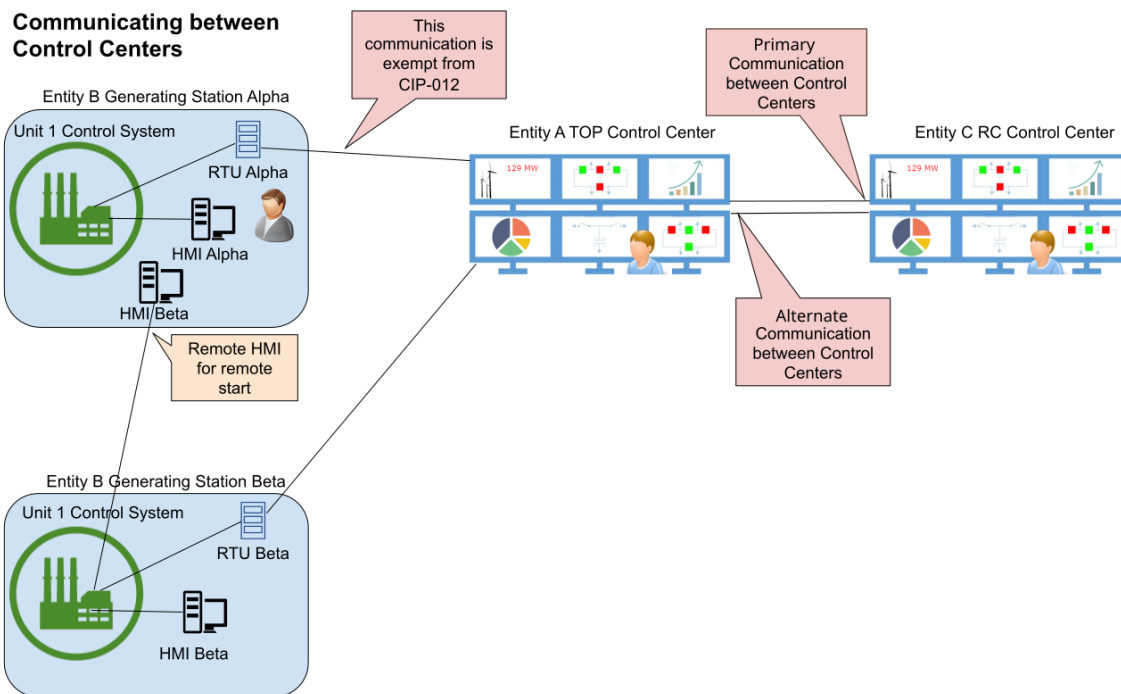 Communicating between
Control Centers
This
communication is
exempt from
CIP-012
Primary
Communication
between Control
Centers
Entity B Generating Station Alpha
Unit 1 Control System
RTU Alpha
HMI Alpha
HMI Beta
Entity A TOP Control Center
129 MW
Entity C RC Control Center
129 MW
Remote HMI
for remote
start
Alternate
Communication
between Control
Centers
Entity B Generating Station Beta
Unit 1 Control System
RTU Beta
HMI Beta